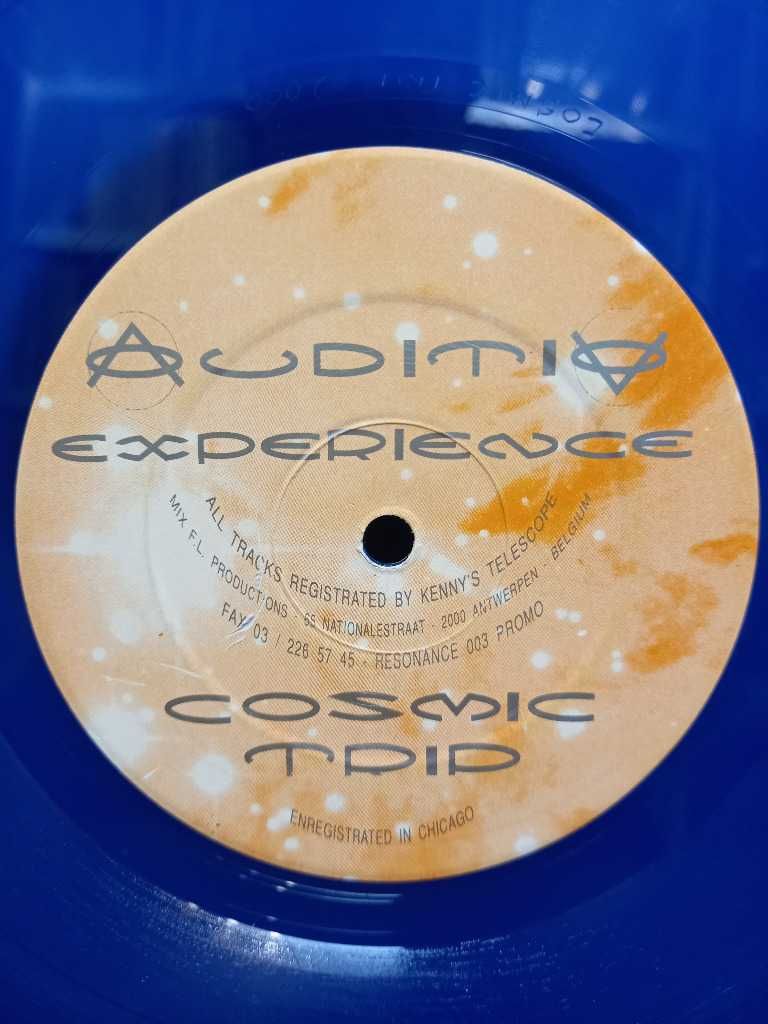 AUDITIV
EXPERIENCE
ALL TRACKS REGISTRATED BY KENNY'S TELESCOPE
MIX F.L. PRODUCTIONS - 65 NATIONALESTRAAT - 2000 ANTWERPEN - BELGIUM
FAX 03 / 226 57 45 - RESONANCE 003 PROMO
COSMIC
TRIP
ENREGISTRATED IN CHICAGO